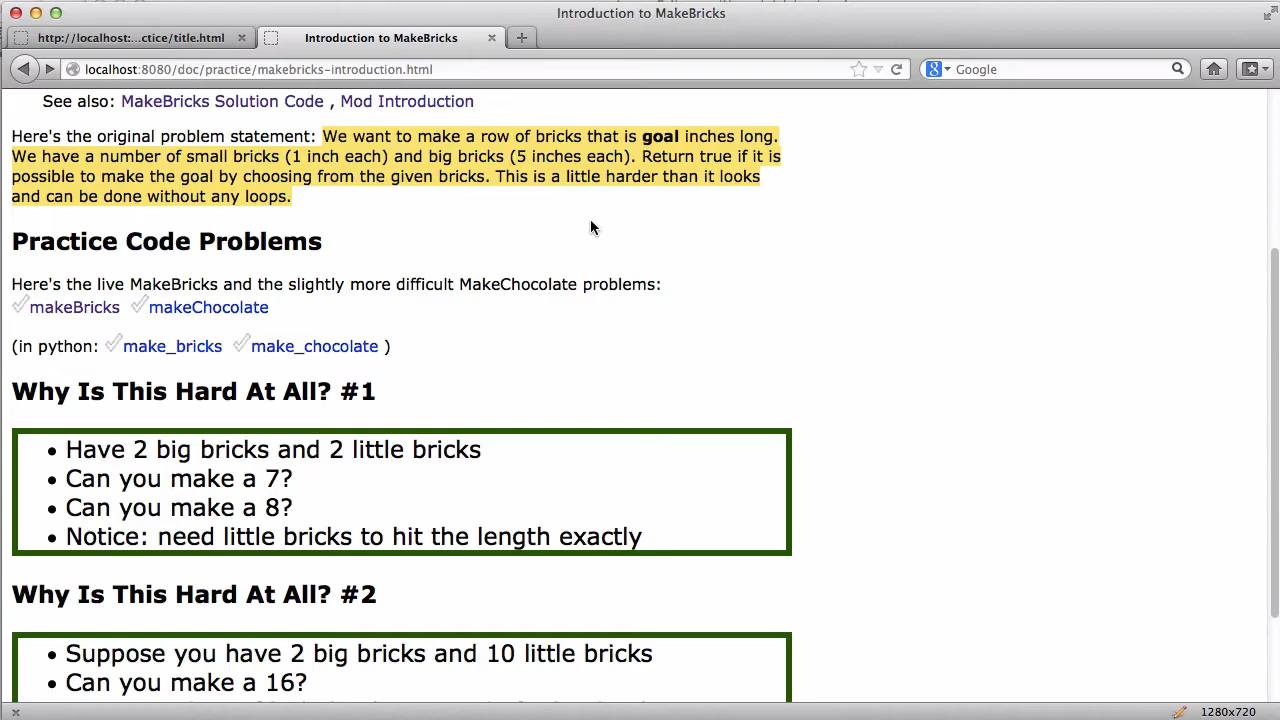 Introduction to MakeBricks
http://localhost:...ctice/title.html
Introduction to MakeBricks
localhost:8080/doc/practice/makebricks-introduction.html
Google
See also: MakeBricks Solution Code , Mod Introduction
Here's the original problem statement: We want to make a row of bricks that is goal inches long.
We have a number of small bricks (1 inch each) and big bricks (5 inches each). Return true if it is
possible to make the goal by choosing from the given bricks. This is a little harder than it looks
and can be done without any loops.
Practice Code Problems
Here's the live MakeBricks and the slightly more difficult MakeChocolate problems:
makeBricks makeChocolate
(in python: make_bricks make_chocolate )
Why Is This Hard At All? #1
• Have 2 big bricks and 2 little bricks
• Can you make a 7?
• Can you make a 8?
• Notice: need little bricks to hit the length exactly
Why Is This Hard At All? #2
• Suppose you have 2 big bricks and 10 little bricks
• Can you make a 16?
1280x720